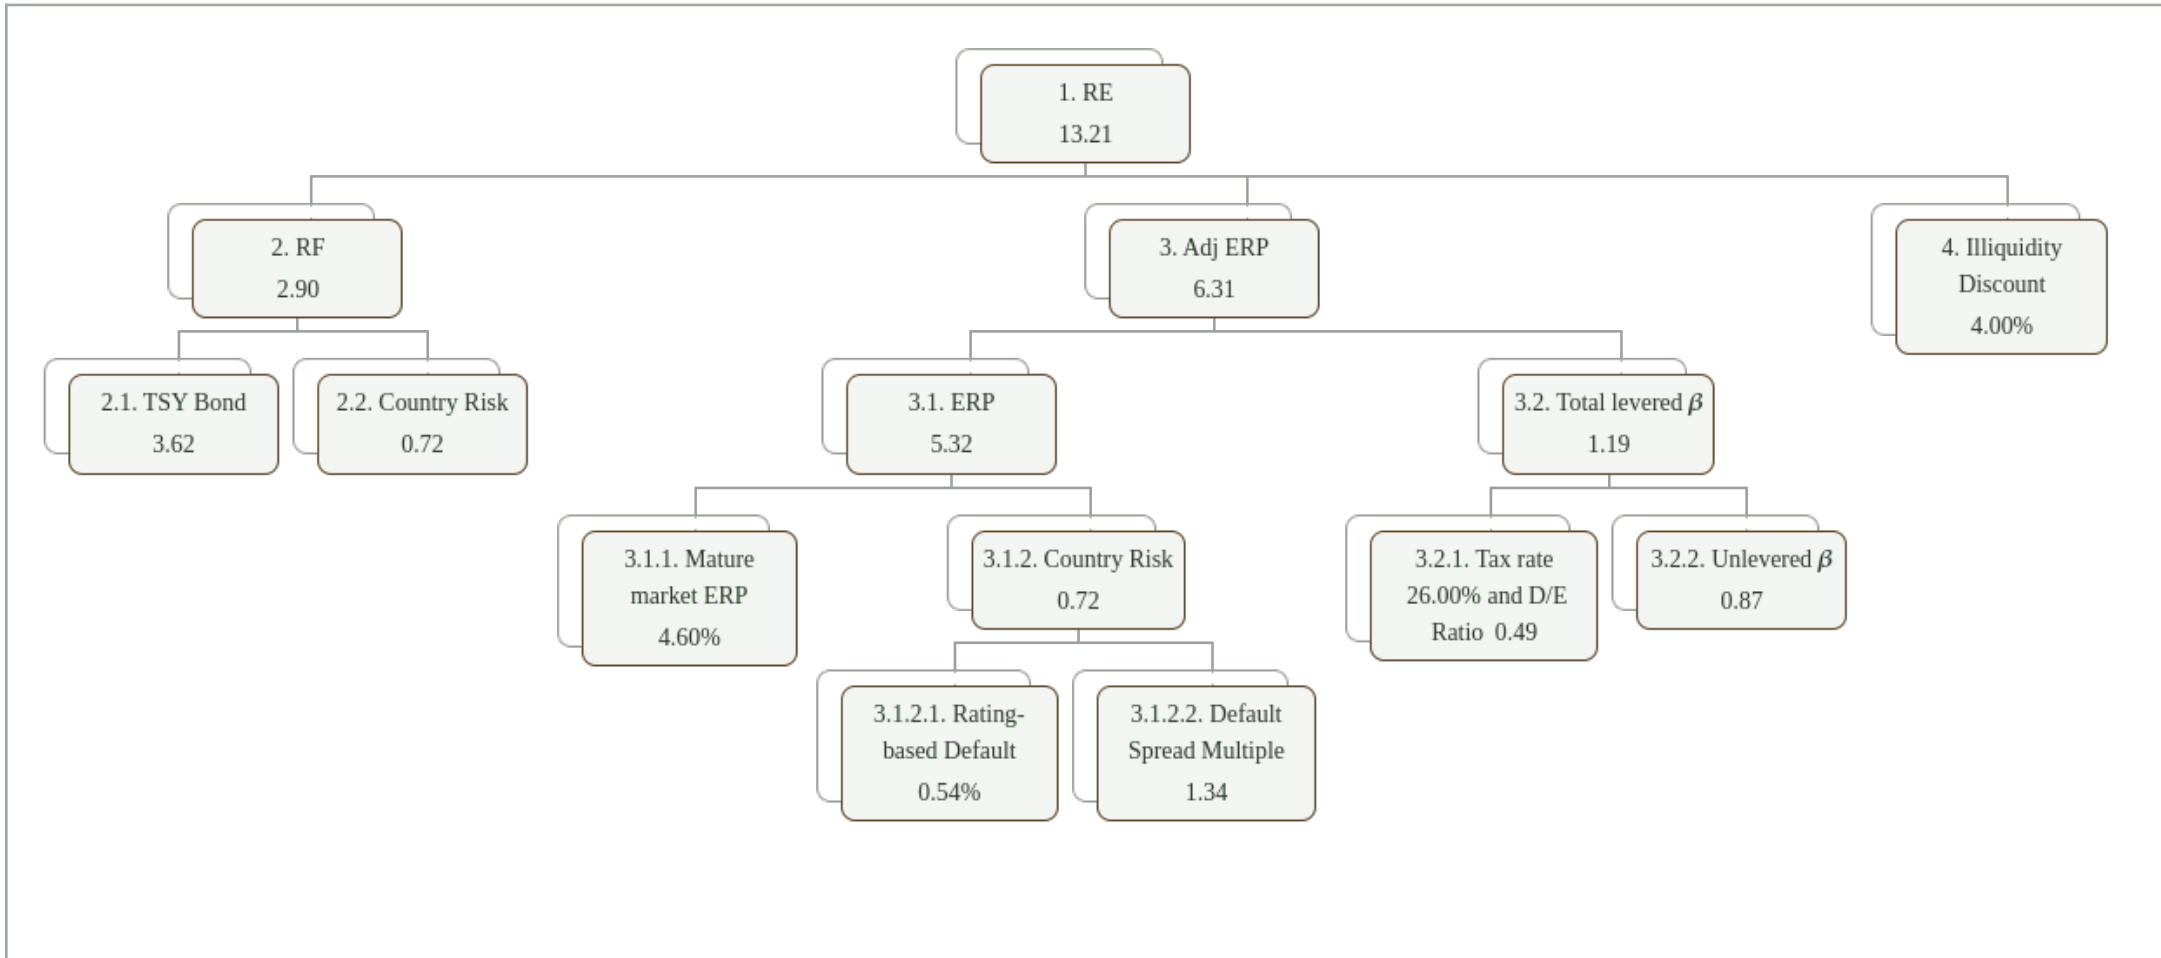 1. RE
13.21
2. RF
2.90
3. Adj ERP
6.31
4. Illiquidity
Discount
4.00%
2.1. TSY Bond
3.62
2.2. Country Risk
0.72
3.1. ERP
5.32
3.2. Total levered β
1.19
3.1.1. Mature
market ERP
4.60%
3.1.2. Country Risk
0.72
3.2.1. Tax rate
26.00% and D/E
Ratio 0.49
3.2.2. Unlevered β
0.87
3.1.2.1. Rating-
based Default
0.54%
3.1.2.2. Default
Spread Multiple
1.34